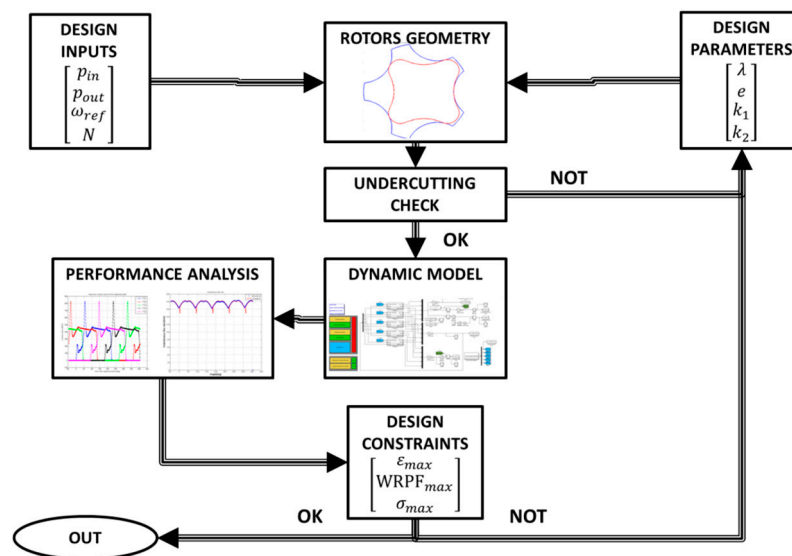 DESIGN
INPUTS
p_in
p_out
ω_ref
N
ROTORS GEOMETRY
DESIGN
PARAMETERS
λ
e
k_1
k_2
UNDERCUTTING
CHECK
NOT
OK
PERFORMANCE ANALYSIS
DYNAMIC MODEL
DESIGN
CONSTRAINTS
ε_max
WRPF_max
σ_max
OUT
OK
NOT